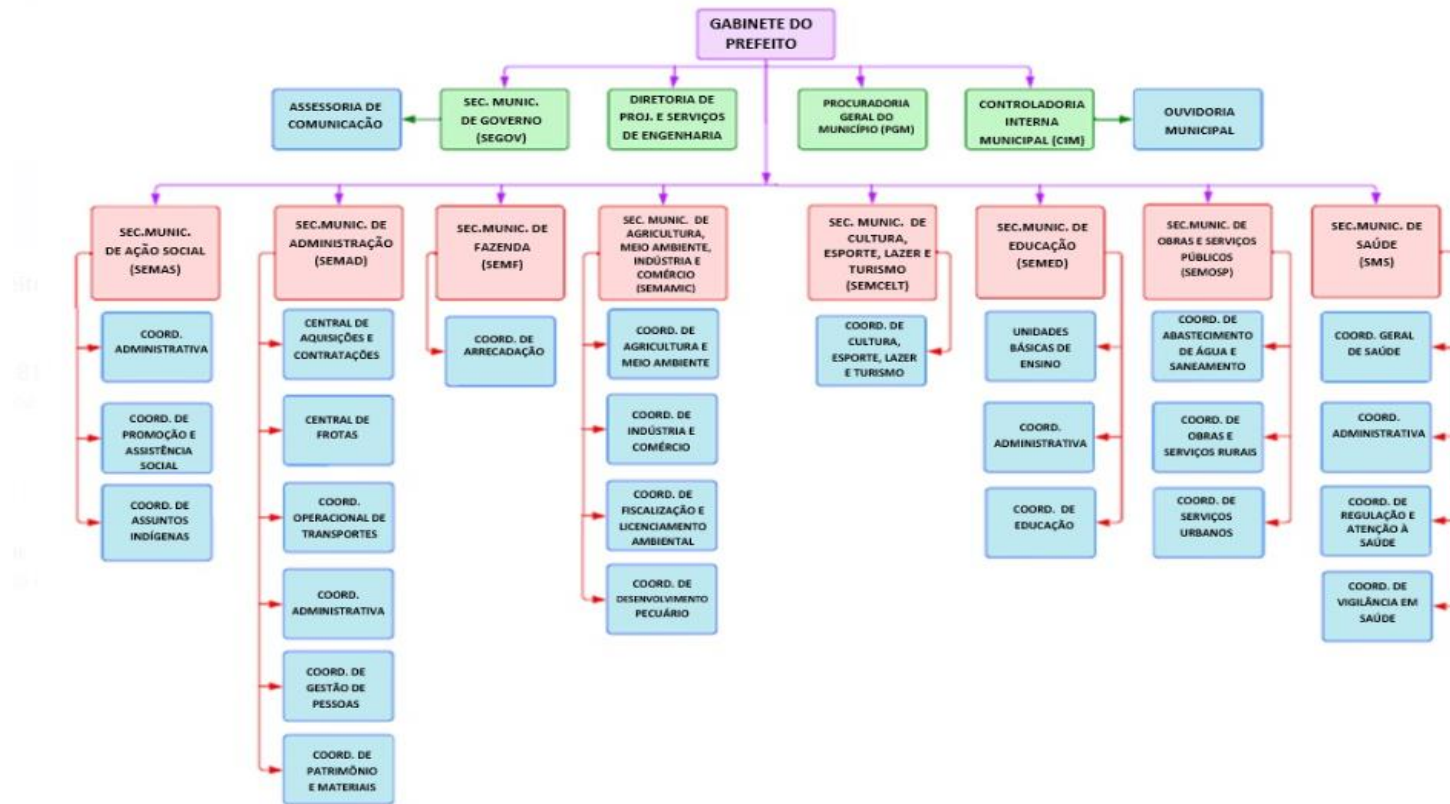 GABINETE DO
PREFEITO
ASSESSORIA DE
COMUNICAÇÃO
SEC. MUNIC.
DE GOVERNO
(SEGOV)
DIRETORIA DE
PROJ. E SERVIÇOS
DE ENGENHARIA
PROCURADORIA
GERAL DO
MUNICÍPIO (PGM)
CONTROLADORIA
INTERNA
MUNICIPAL (CIM)
OUVIDORIA
MUNICIPAL
SEC.MUNIC.
DE AÇÃO SOCIAL
(SEMAS)
COORD.
ADMINISTRATIVA
COORD. DE
PROMOÇÃO E
ASSISTÊNCIA
SOCIAL
COORD. DE
ASSUNTOS
INDÍGENAS
SEC.MUNIC. DE
ADMINISTRAÇÃO
(SEMAD)
CENTRAL DE
AQUISIÇÕES E
CONTRATAÇÕES
CENTRAL DE
FROTAS
COORD.
OPERACIONAL DE
TRANSPORTES
COORD.
ADMINISTRATIVA
COORD. DE
GESTÃO DE
PESSOAS
COORD. DE
PATRIMÔNIO
E MATERIAIS
SEC.MUNIC. DE
FAZENDA
(SEMF)
COORD. DE
ARRECADAÇÃO
SEC. MUNIC. DE
AGRICULTURA,
MEIO AMBIENTE,
INDÚSTRIA E
COMÉRCIO
(SEMAMIC)
COORD. DE
AGRICULTURA E
MEIO AMBIENTE
COORD. DE
INDÚSTRIA E
COMÉRCIO
COORD. DE
FISCALIZAÇÃO E
LICENCIAMENTO
AMBIENTAL
COORD. DE
DESENVOLVIMENTO
PECUÁRIO
SEC. MUNIC. DE
CULTURA,
ESPORTE, LAZER E
TURISMO
(SEMCELT)
COORD. DE
CULTURA,
ESPORTE, LAZER
E TURISMO
SEC.MUNIC. DE
EDUCAÇÃO
(SEMED)
UNIDADES
BÁSICAS DE
ENSINO
COORD.
ADMINISTRATIVA
COORD. DE
EDUCAÇÃO
SEC.MUNIC. DE
OBRAS E SERVIÇOS
PÚBLICOS
(SEMOSP)
COORD. DE
ABASTECIMENTO
DE ÁGUA E
SANEAMENTO
COORD. DE
OBRAS E
SERVIÇOS RURAIS
COORD. DE
SERVIÇOS
URBANOS
SEC.MUNIC. DE
SAÚDE
(SMS)
COORD. GERAL
DE SAÚDE
COORD.
ADMINISTRATIVA
COORD. DE
REGULAÇÃO E
ATENÇÃO À
SAÚDE
COORD. DE
VIGILÂNCIA EM
SAÚDE